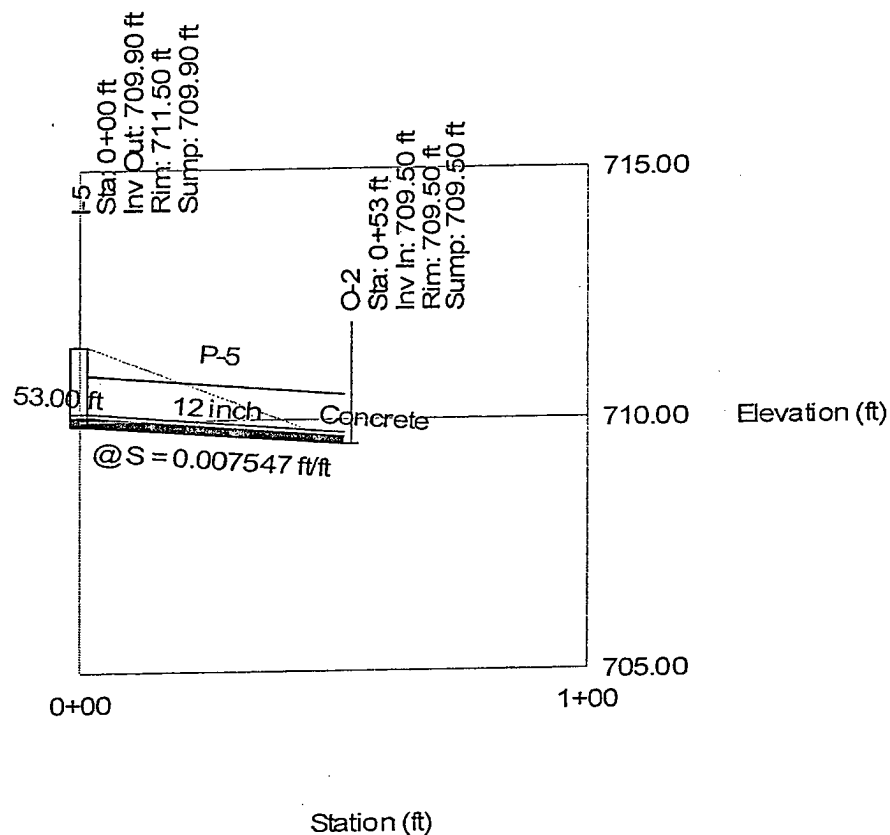 I-5
Sta: 0+00 ft
Inv Out: 709.90 ft
Rim: 711.50 ft
Sump: 709.90 ft
O-2
Sta: 0+53 ft
Inv In: 709.50 ft
Rim: 709.50 ft
Sump: 709.50 ft
715.00
P-5
53.00 ft
12 inch
Concrete
710.00
Elevation (ft)
@ S = 0.007547 ft/ft
705.00
0+00
1+00
Station (ft)